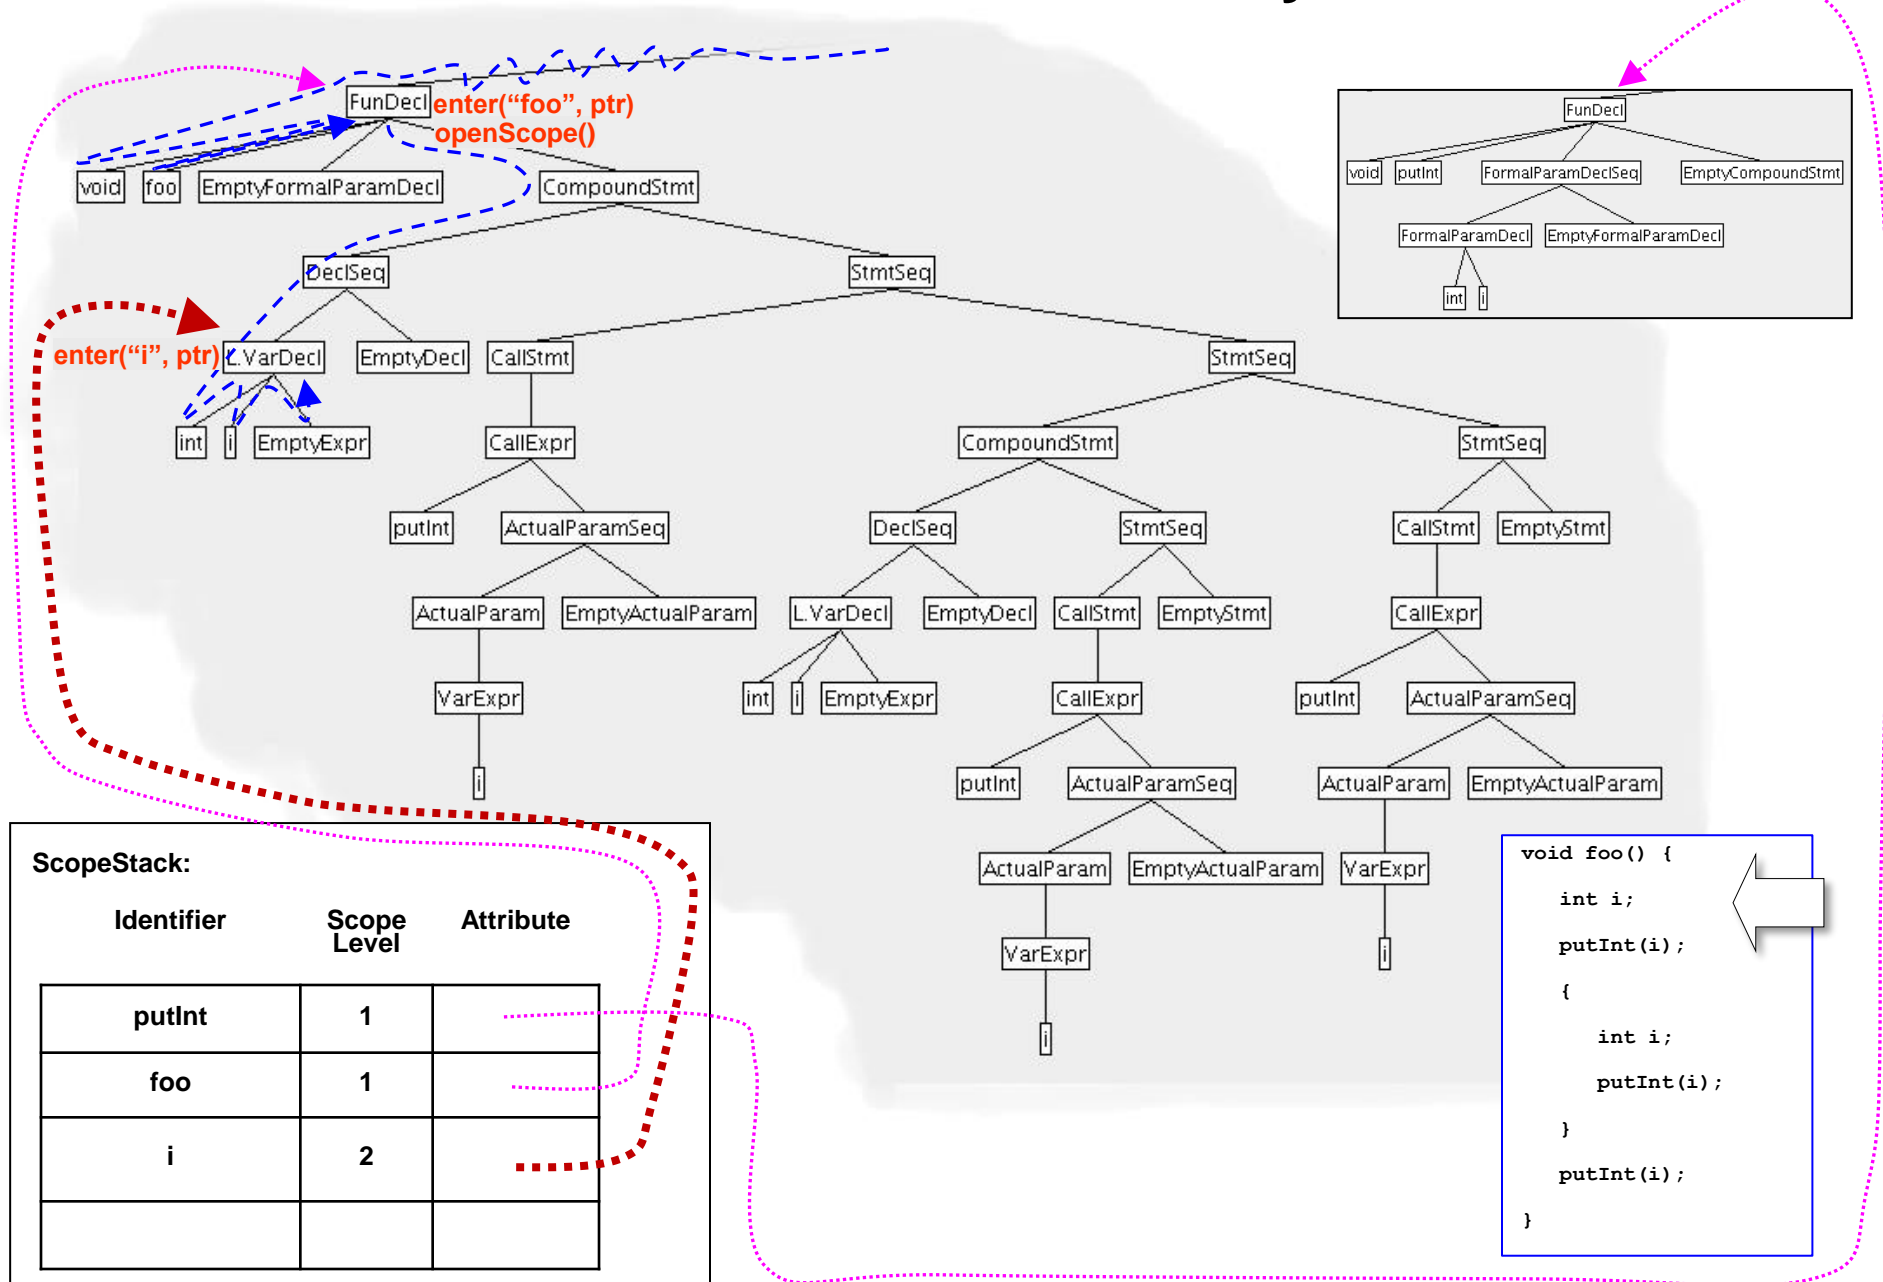 FunDecl
enter(“foo”, ptr)
openScope()
void foo EmptyFormalParamDecl CompoundStmt
DeclSeq StmtSeq
enter(“i”, ptr) L.VarDecl EmptyDecl CallStmt StmtSeq
int i EmptyExpr CallExpr CompoundStmt StmtSeq
putInt ActualParamSeq DeclSeq StmtSeq CallStmt EmptyStmt
ActualParam EmptyActualParam L.VarDecl EmptyDecl CallStmt EmptyStmt CallExpr
VarExpr int i EmptyExpr CallExpr putInt ActualParamSeq
i putInt ActualParamSeq ActualParam EmptyActualParam
ActualParam EmptyActualParam VarExpr
VarExpr i
i
FunDecl
void putInt FormalParamDeclSeq EmptyCompoundStmt
FormalParamDecl EmptyFormalParamDecl
int i
ScopeStack:
Identifier Scope Level Attribute
putInt 1
foo 1
i 2
void foo() {
int i;
putInt(i);
{
int i;
putInt(i);
}
putInt(i);
}